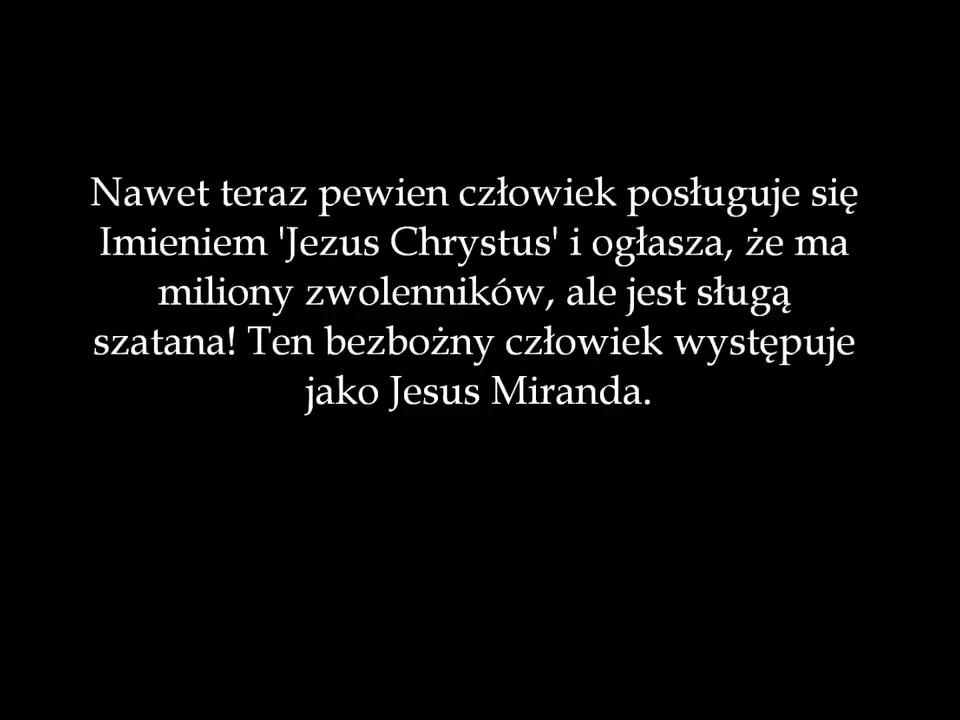 Nawet teraz pewien człowiek posługuje się
Imieniem 'Jezus Chrystus' i ogłasza, że ma
miliony zwolenników, ale jest sługą
szatana! Ten bezbożny człowiek występuje
jako Jesus Miranda.